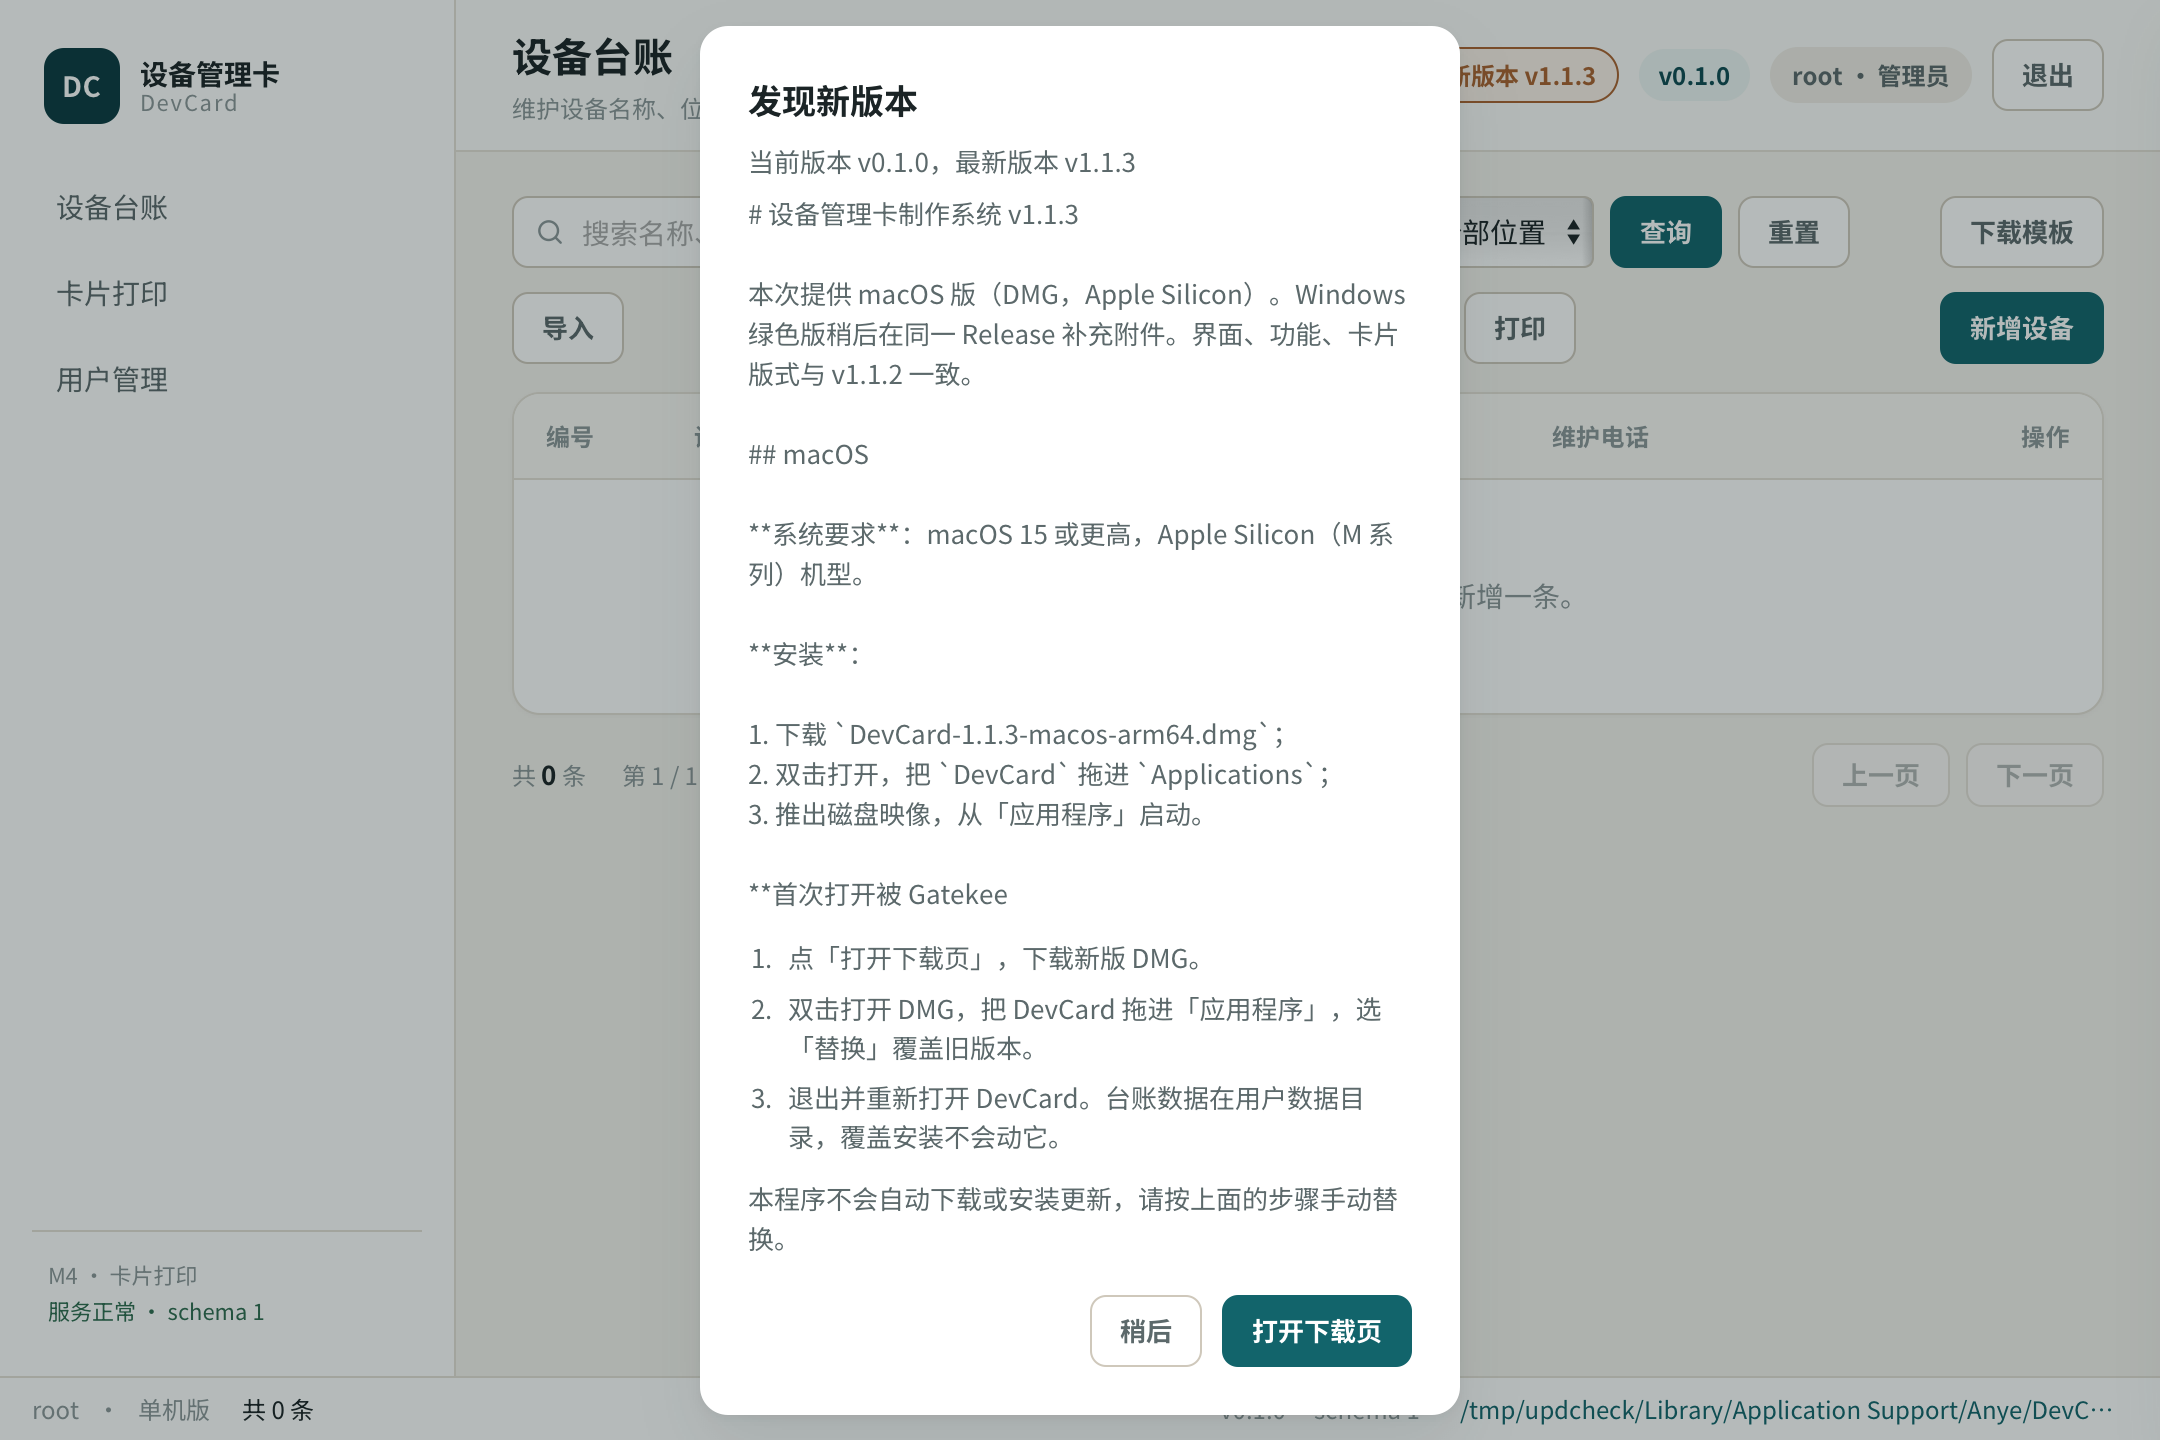 DC
设备管理卡
DevCard
设备台账
卡片打印
用户管理
M4 · 卡片打印
服务正常 · schema 1
设备台账
维护设备名称、位
新版本 v1.1.3
v0.1.0
root · 管理员
退出
搜索名称、
部位置
查询
重置
下载模板
导入
打印
新增设备
编号
维护电话
操作
新增一条。
共 0 条
第 1 / 1
上一页
下一页
发现新版本
当前版本 v0.1.0，最新版本 v1.1.3
# 设备管理卡制作系统 v1.1.3
本次提供 macOS 版（DMG，Apple Silicon）。Windows
绿色版稍后在同一 Release 补充附件。界面、功能、卡片
版式与 v1.1.2 一致。
## macOS
**系统要求**：macOS 15 或更高，Apple Silicon（M 系
列）机型。
**安装**：
1. 下载 `DevCard-1.1.3-macos-arm64.dmg`；
2. 双击打开，把 `DevCard` 拖进 `Applications`；
3. 推出磁盘映像，从「应用程序」启动。
**首次打开被 Gatekee
1. 点「打开下载页」，下载新版 DMG。
2. 双击打开 DMG，把 DevCard 拖进「应用程序」，选
「替换」覆盖旧版本。
3. 退出并重新打开 DevCard。台账数据在用户数据目
录，覆盖安装不会动它。
本程序不会自动下载或安装更新，请按上面的步骤手动替
换。
稍后
打开下载页
root · 单机版 共 0 条
v0.1.0 schema 1
/tmp/updcheck/Library/Application Support/Anye/DevC…